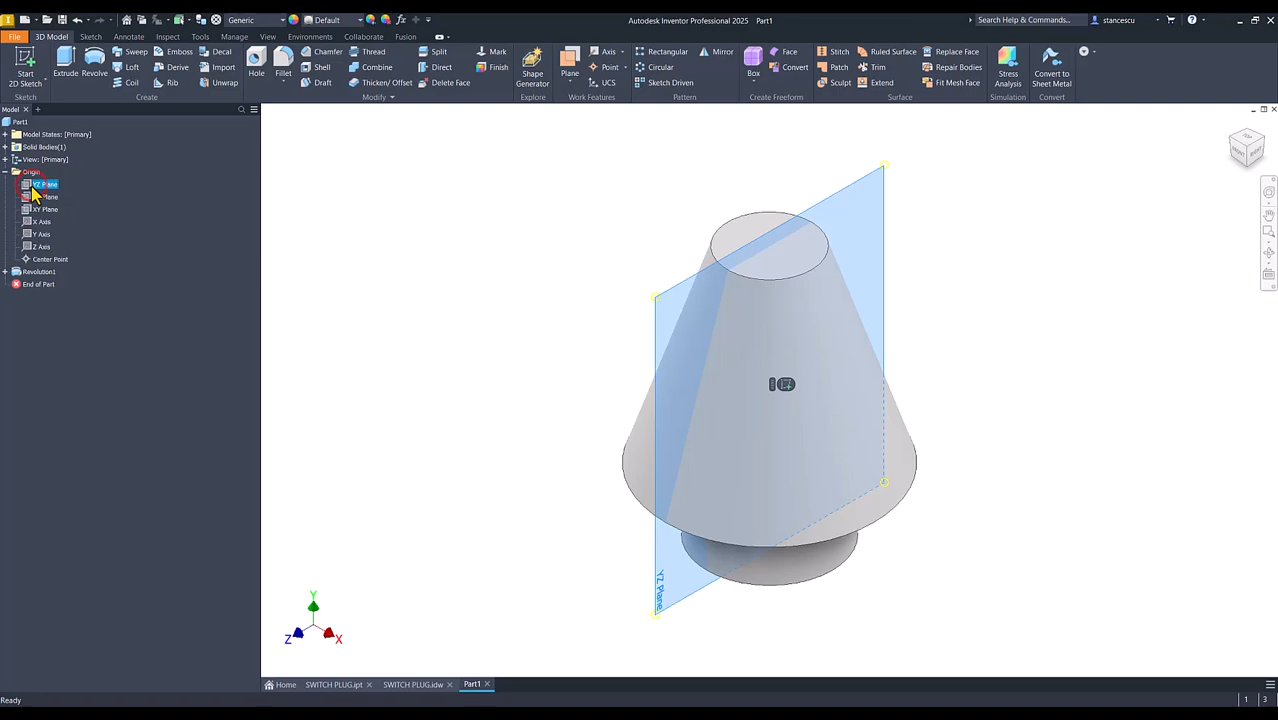 Generic
Default
Autodesk Inventor Professional 2025 Part1
Search Help & Commands...
stancescu
File 3D Model Sketch Annotate Inspect Tools Manage View Environments Collaborate Fusion
Start
2D Sketch
Sketch
Extrude
Revolve
Sweep
Loft
Coil
Emboss
Derive
Rib
Decal
Import
Unwrap
Create
Hole
Fillet
Chamfer
Shell
Draft
Thread
Combine
Thicken/ Offset
Split
Direct
Delete Face
Mark
Finish
Modify
Shape
Generator
Explore
Plane
Axis
Point
UCS
Work Features
Rectangular
Circular
Sketch Driven
Mirror
Pattern
Box
Face
Convert
Create Freeform
Stitch
Patch
Sculpt
Ruled Surface
Trim
Extend
Replace Face
Repair Bodies
Fit Mesh Face
Surface
Stress
Analysis
Simulation
Convert to
Sheet Metal
Convert
Model
Part1
Model States: [Primary]
Solid Bodies(1)
View: [Primary]
Origin
YZ Plane
Plane
XY Plane
X Axis
Y Axis
Z Axis
Center Point
Revolution1
End of Part
TOP
FRONT
RIGHT
YZ Plane
Y
Z
X
Home SWITCH PLUG.ipt SWITCH PLUG.idw Part1
Ready
1 3